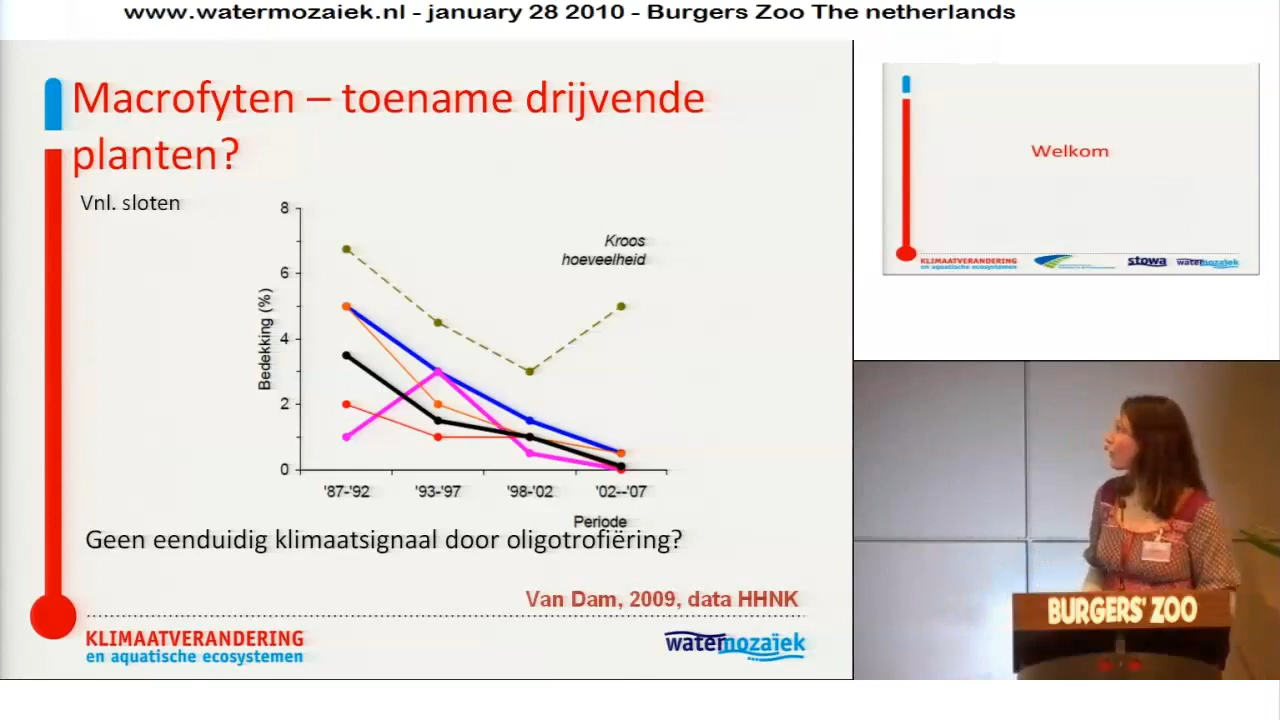 www.watermozaiek.nl - january 28 2010 - Burgers Zoo The netherlands
Macrofyten – toename drijvende
planten?
Vnl. sloten
8
6
4
2
0
Bedekking (%)
Kroos
hoeveelheid
'87-'92
'93-'97
'98-'02
'02--'07
Periode
Geen eenduidig klimaatsignaal door oligotrofiëring?
Van Dam, 2009, data HHNK
KLIMAATVERANDERING
en aquatische ecosystemen
watermozaïek
Welkom
KLIMAATVERANDERING
en aquatische ecosystemen
stowa
watermozaïek
BURGERS' ZOO